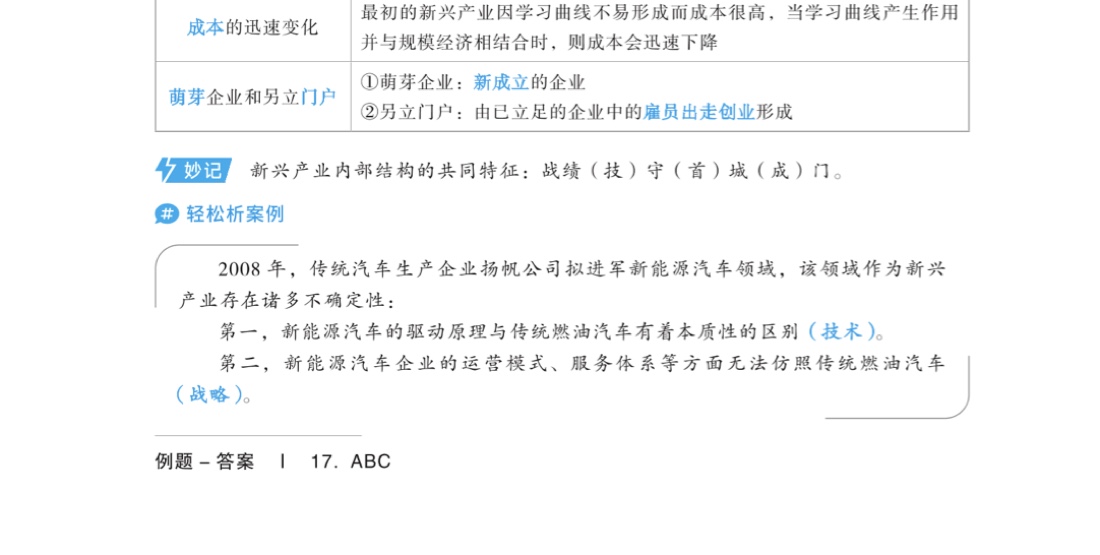 成本的迅速变化
最初的新兴产业因学习曲线不易形成而成本很高，当学习曲线产生作用
并与规模经济相结合时，则成本会迅速下降
萌芽企业和另立门户
①萌芽企业：新成立的企业
②另立门户：由已立足的企业中的雇员出走创业形成
妙记 新兴产业内部结构的共同特征：战绩（技）守（首）城（成）门。
# 轻松析案例
2008 年，传统汽车生产企业扬帆公司拟进军新能源汽车领域，该领域作为新兴
产业存在诸多不确定性：
第一，新能源汽车的驱动原理与传统燃油汽车有着本质性的区别（技术）。
第二，新能源汽车企业的运营模式、服务体系等方面无法仿照传统燃油汽车
（战略）。
例题 – 答案 | 17. ABC